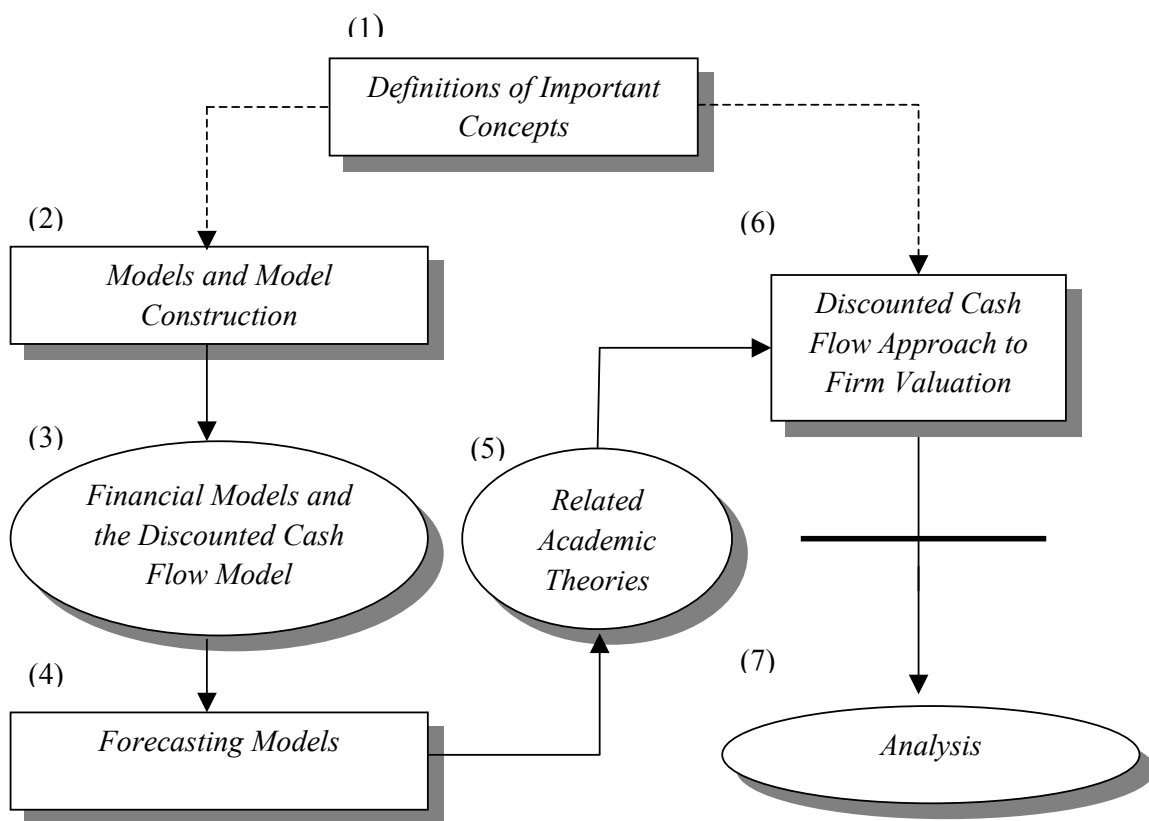 (1)
Definitions of Important
Concepts
(2)
Models and Model
Construction
(3)
Financial Models and
the Discounted Cash
Flow Model
(4)
Forecasting Models
(5)
Related
Academic
Theories
(6)
Discounted Cash
Flow Approach to
Firm Valuation
(7)
Analysis